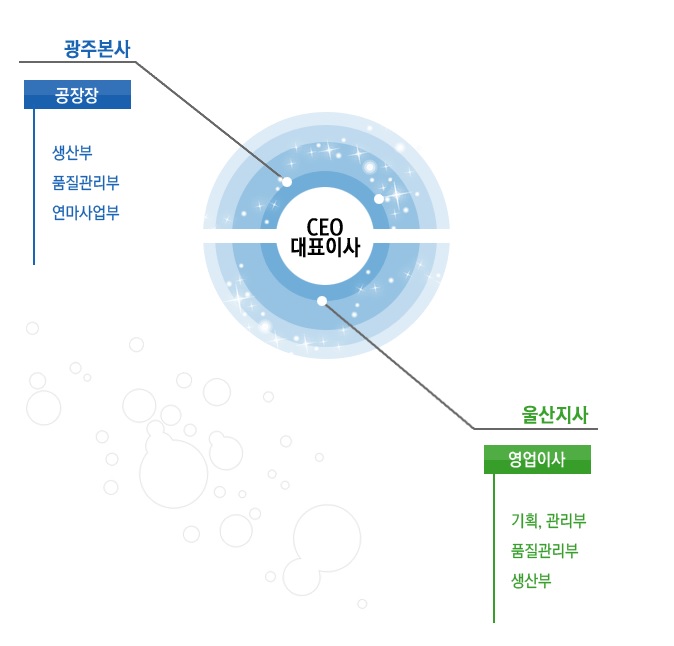 광주본사
공장장
생산부
품질관리부
연마사업부
CEO
대표이사
울산지사
영업이사
기획, 관리부
품질관리부
생산부